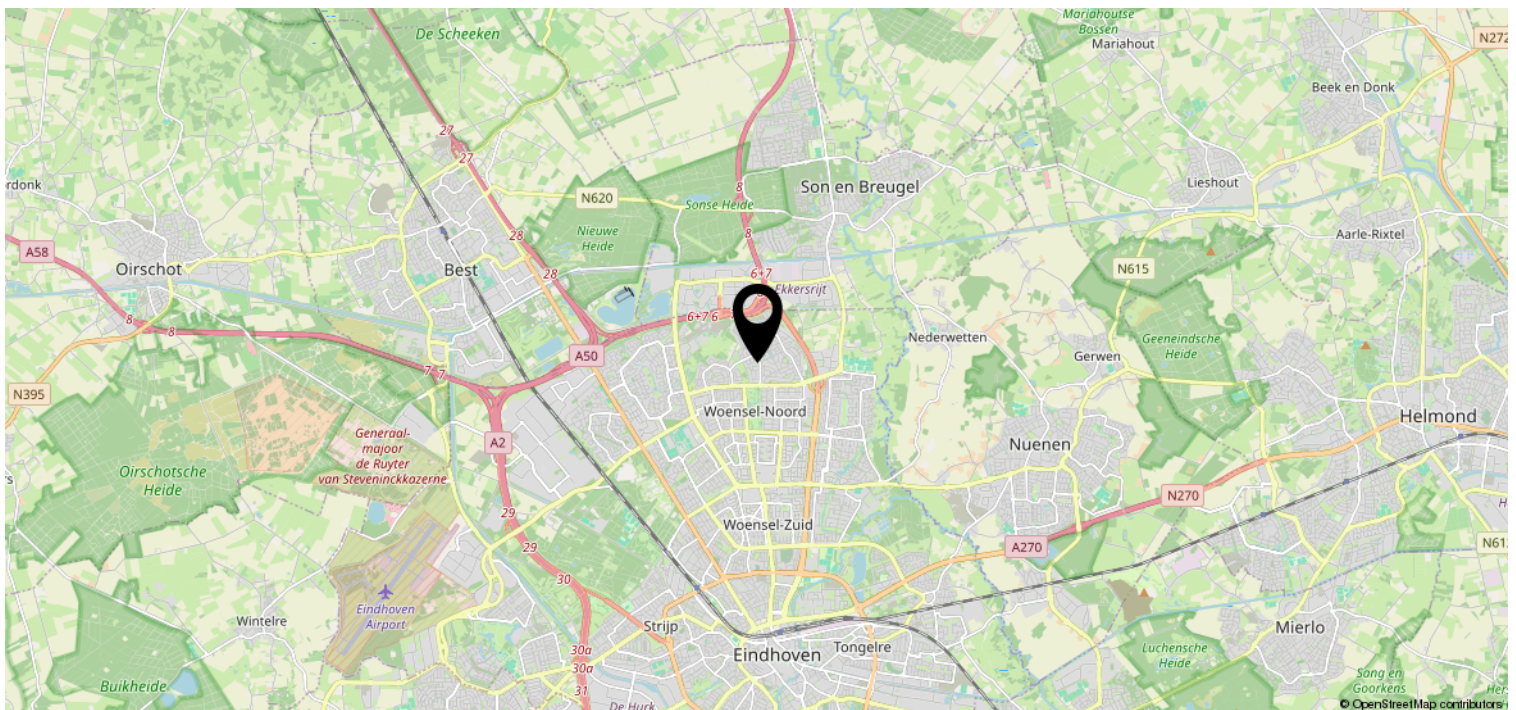 De Scheeken
Mariahoutse
Bossen
Mariahout
N272
Beek en Donk
27
27
rdonk
N620
8
Son en Breugel
Lieshout
Sonse Heide
Nieuwe
Heide
28
8
Aarle-Rixtel
A58
Oirschot
Best
28
6+7
N615
Ekkersrijt
8
8
6+7
6
Nederwetten
Geeneindsche
Heide
A50
Gerwen
7
7
N395
Woensel-Noord
Helmond
Generaal-
majoor
de Ruyter
van Steveninckkazerne
A2
Nuenen
Oirschotsche
Heide
N270
29
Woensel-Zuid
29
A270
30
Eindhoven
Airport
Wintelre
Strijp
Mierlo
30a
Eindhoven
Tongelre
Luchensche
Heide
30a
Buikheide
31
Sang en
Goorkens
De Hurk
© OpenStreetMap contributors